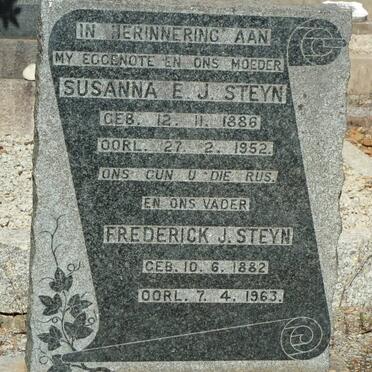 IN HERINNERING AAN
MY EGGENOTE EN ONS MOEDER
SUSANNA E. J. STEYN
GEB. 12. 11. 1886
OORL. 27. 2. 1952.
ONS GUN U DIE RUS.
EN ONS VADER
FREDERICK J. STEYN
GEB. 10. 6. 1882
OORL. 7. 4. 1963.